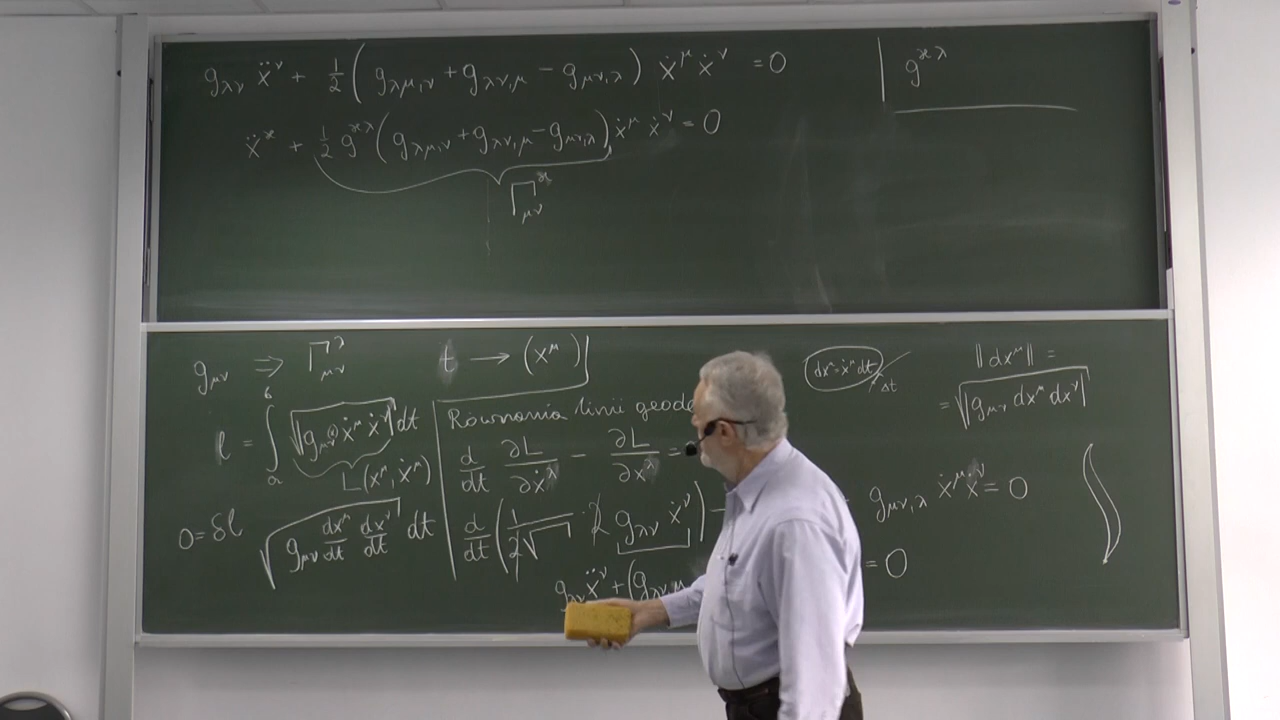 g_{λν} ẍ^ν + ½ (g_{λμ,ν} + g_{λν,μ} − g_{μν,λ}) ẋ^μ ẋ^ν = 0 | g^{ϰλ}
ẍ^ϰ + ½ g^{ϰλ} (g_{λμ,ν} + g_{λν,μ} − g_{μν,λ}) ẋ^μ ẋ^ν = 0
Γ^ϰ_{μν}
g_{μν} ⇒ Γ^λ_{μν}
t → (x^μ)
dx^μ = ẋ^μ dt
Δt
‖dx^μ‖ =
= √(g_{μν} dx^μ dx^ν)
l = ∫_a^b √(g_{μν}(x) ẋ^μ ẋ^ν) dt
L(x^μ, ẋ^μ)
0 = δl
√(g_{μν} dx^μ/dt dx^ν/dt) dt
Równania linii geode
d/dt ∂L/∂ẋ^λ − ∂L/∂x^λ =
d/dt (1/(2√) · 2 g_{λν} ẋ^ν) − g_{μν,λ} ẋ^μ ẋ^ν = 0
g_{λν} ẍ^ν + (g_{λν,μ} = 0